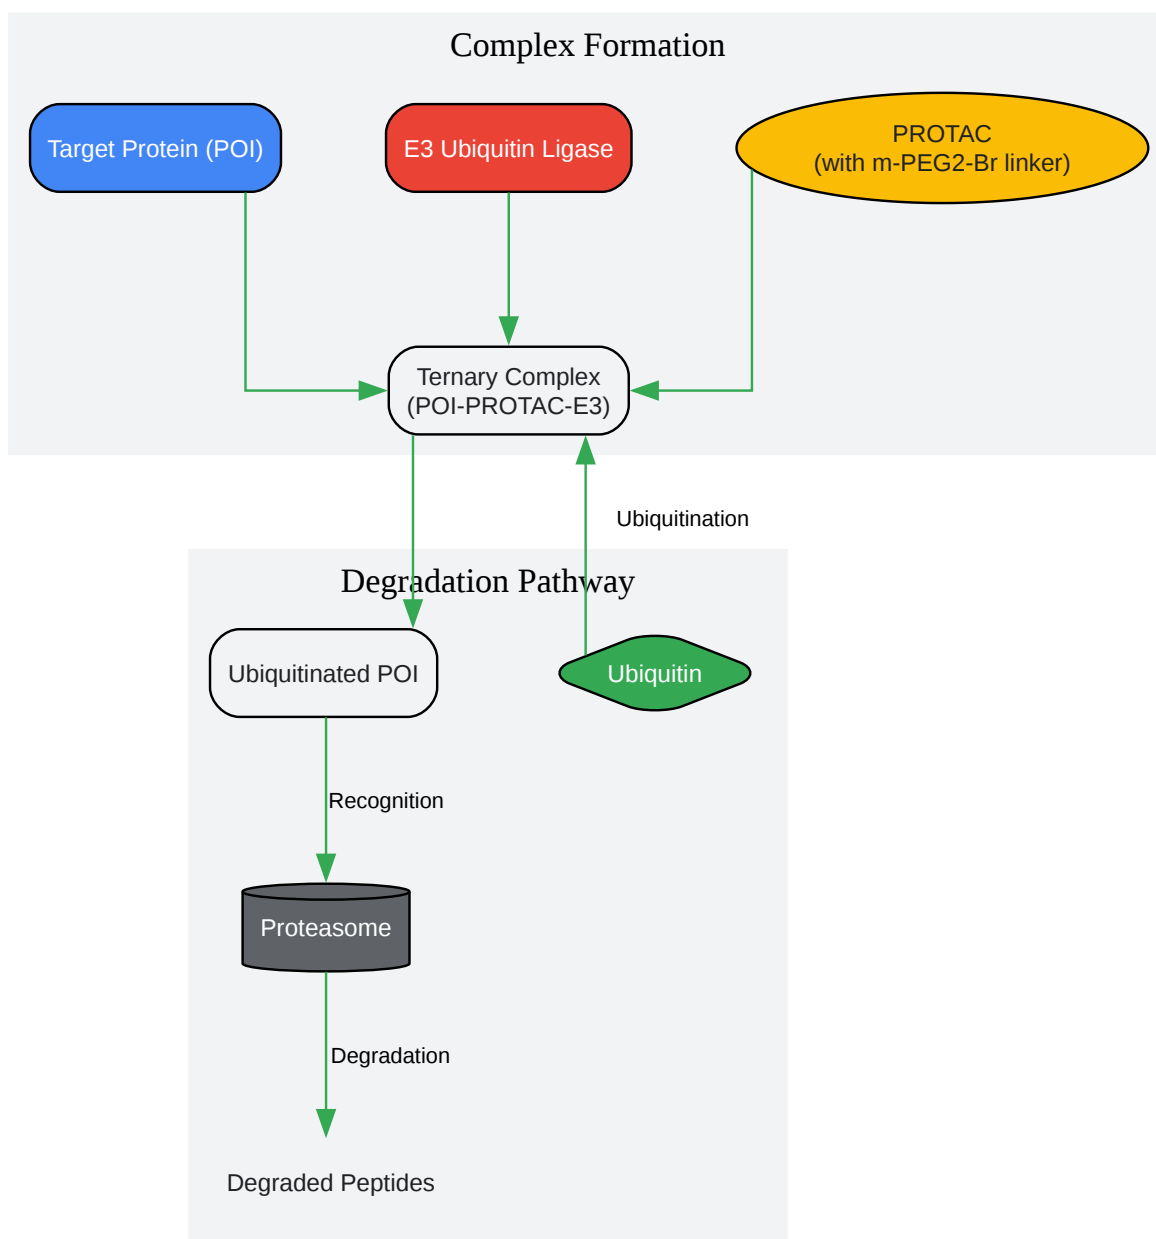 Complex Formation
Target Protein (POI)
E3 Ubiquitin Ligase
PROTAC
(with m-PEG2-Br linker)
Ternary Complex
(POI-PROTAC-E3)
Ubiquitination
Degradation Pathway
Ubiquitinated POI
Ubiquitin
Recognition
Proteasome
Degradation
Degraded Peptides